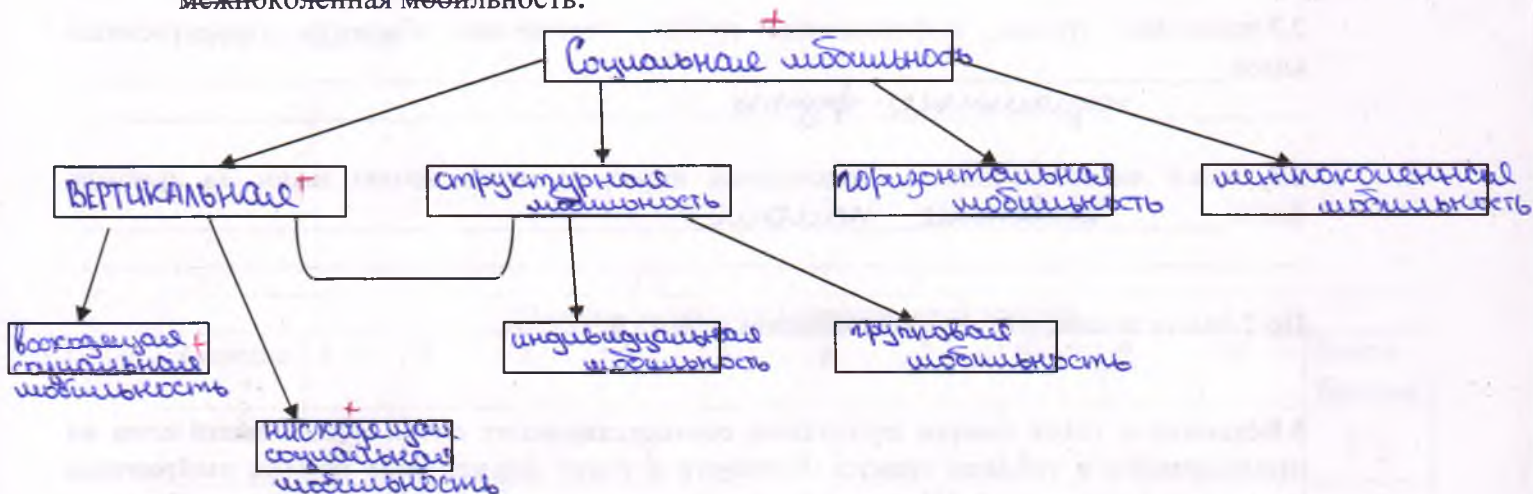 межпоколенная мобильность.
Социальная мобильность
ВЕРТИКАЛЬНАЯ
структурная
мобильность
горизонтальная
мобильность
межпоколенная
мобильность
восходящая
социальная
мобильность
индивидуальная
мобильность
групповая
мобильность
нисходящая
социальная
мобильность